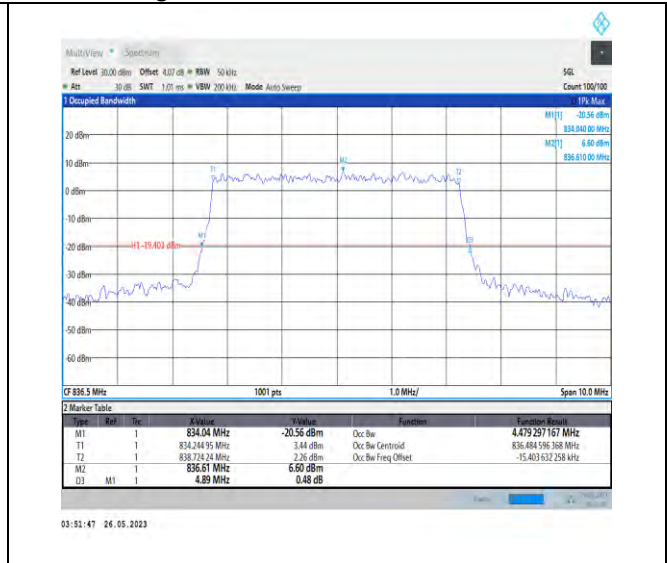 MultiView Spectrum
Ref Level 30.00 dBm Offset 4.07 dB RBW 50 kHz SGL
Att 30 dB SWT 1.01 ms VBW 200 kHz Mode Auto Sweep Count 100/100
1 Occupied Bandwidth 1Pk Max
M1[1] -20.56 dBm
834.040 00 MHz
M2[1] 6.60 dBm
836.610 00 MHz
20 dBm
10 dBm
0 dBm
-10 dBm
-20 dBm
-30 dBm
-40 dBm
-50 dBm
-60 dBm
T1
M2
T2
M1
H1 -19.403 dBm
D3
CF 836.5 MHz 1001 pts 1.0 MHz/ Span 10.0 MHz
2 Marker Table
Type Ref Trc X-Value Y-Value Function Function Result
M1 1 834.04 MHz -20.56 dBm Occ Bw 4.479 297 167 MHz
T1 1 834.244 95 MHz 3.44 dBm Occ Bw Centroid 836.484 596 368 MHz
T2 1 838.724 24 MHz 2.26 dBm Occ Bw Freq Offset -15.403 632 258 kHz
M2 1 836.61 MHz 6.60 dBm
D3 M1 1 4.89 MHz 0.48 dB
03:51:47 26.05.2023